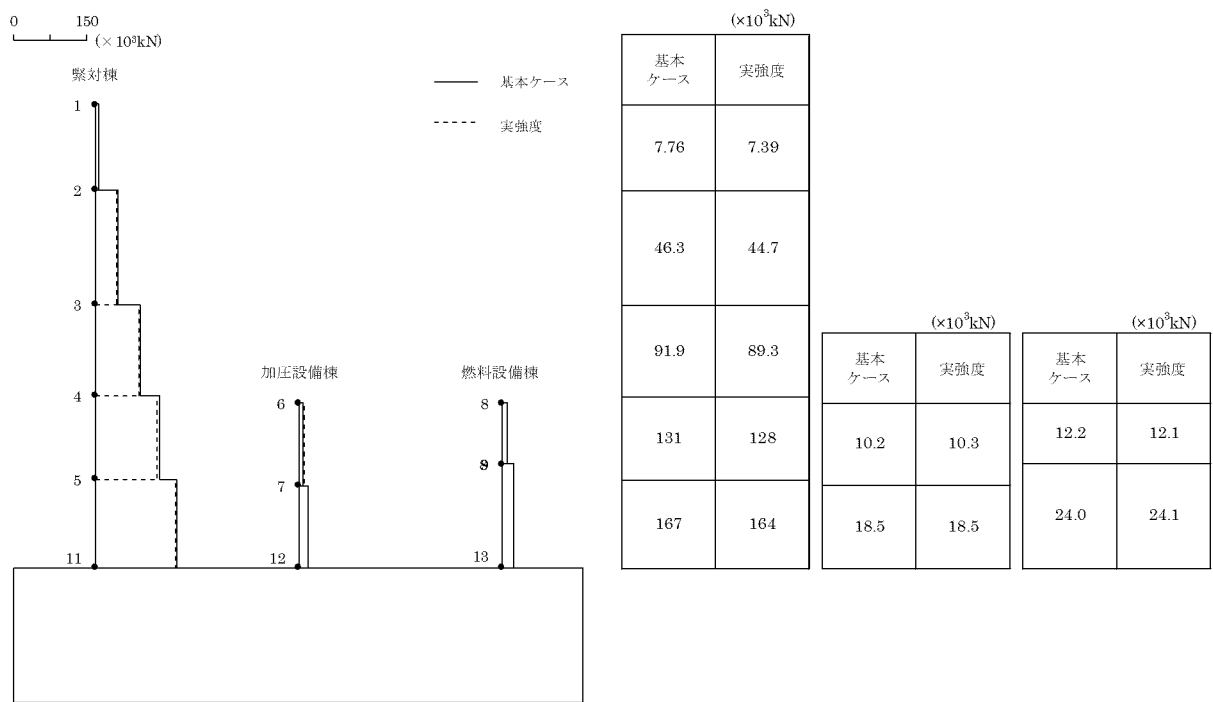 0 150
(×10³kN)
緊対棟
基本ケース
実強度
1
2
3
4
5
11
加圧設備棟
6
7
12
燃料設備棟
8
9
13
(×10³kN)
基本
ケース
実強度
7.76 7.39
46.3 44.7
91.9 89.3
131 128
167 164
(×10³kN)
基本
ケース
実強度
10.2 10.3
18.5 18.5
(×10³kN)
基本
ケース
実強度
12.2 12.1
24.0 24.1